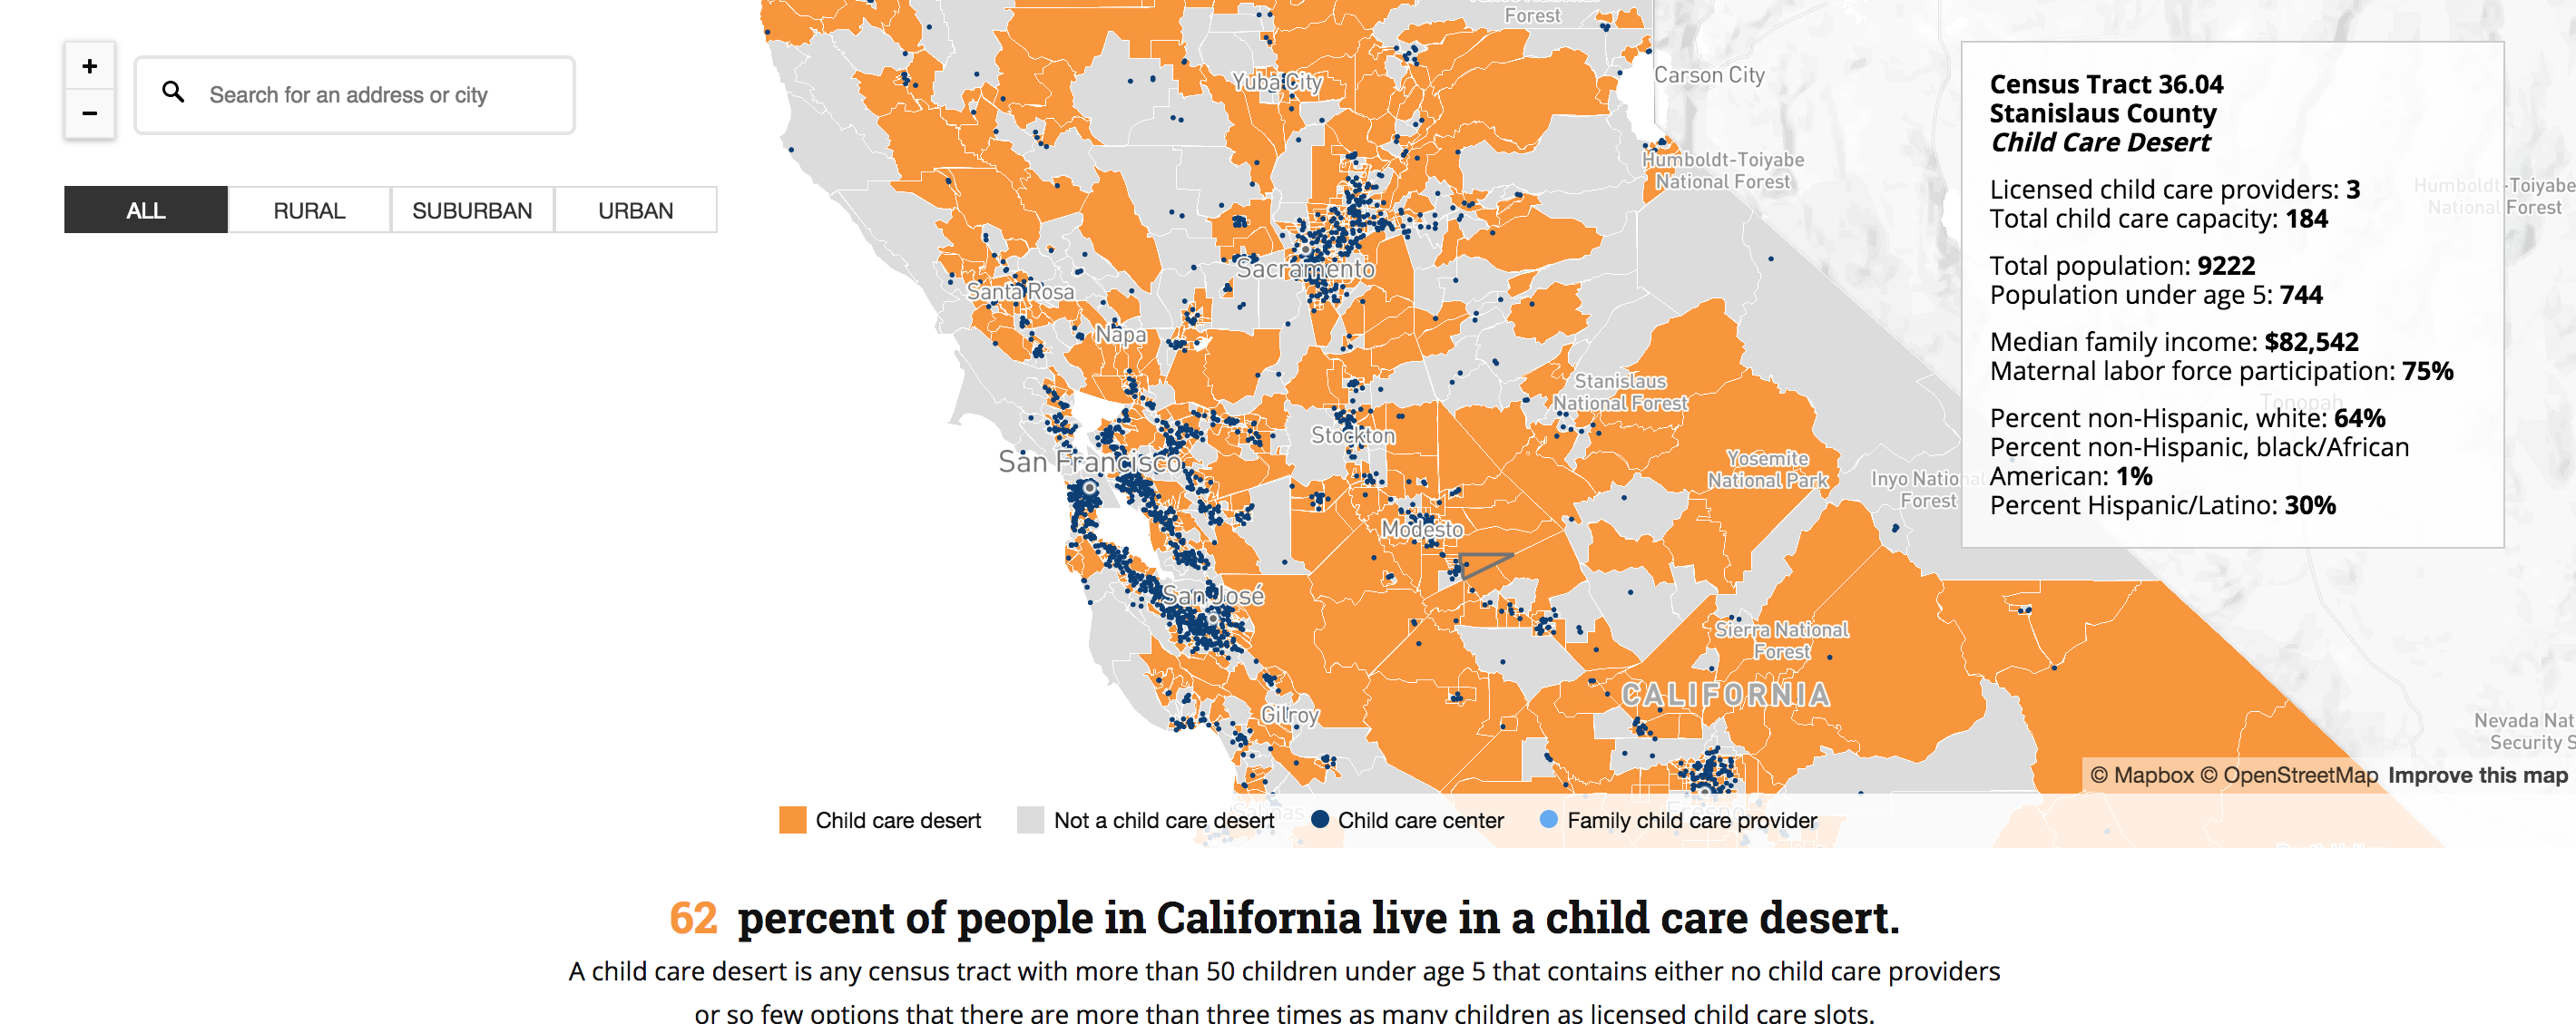 +
−
Search for an address or city
ALL
RURAL
SUBURBAN
URBAN
Forest
Yuba City
Carson City
Humboldt-Toiyabe
National Forest
Sacramento
Santa Rosa
Napa
Stanislaus
National Forest
Stockton
San Francisco
Yosemite
National Park
Inyo National
Forest
Modesto
San José
Sierra National
Forest
CALIFORNIA
Gilroy
Salinas
Fresno
Humboldt-Toiyabe
National Forest
Tonopah
Nevada Nat
Security S
Census Tract 36.04
Stanislaus County
Child Care Desert
Licensed child care providers: 3
Total child care capacity: 184
Total population: 9222
Population under age 5: 744
Median family income: $82,542
Maternal labor force participation: 75%
Percent non-Hispanic, white: 64%
Percent non-Hispanic, black/African
American: 1%
Percent Hispanic/Latino: 30%
© Mapbox © OpenStreetMap Improve this map
Child care desert
Not a child care desert
Child care center
Family child care provider
62 percent of people in California live in a child care desert.
A child care desert is any census tract with more than 50 children under age 5 that contains either no child care providers
or so few options that there are more than three times as many children as licensed child care slots.